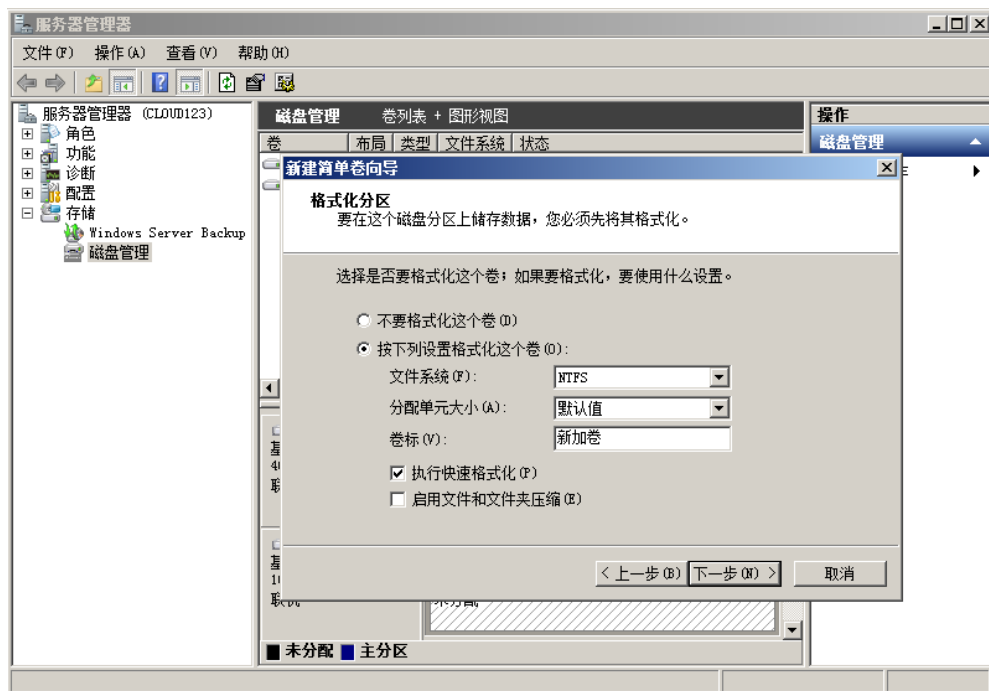 服务器管理器
文件(F) 操作(A) 查看(V) 帮助(H)
服务器管理器 (CLOUD123)
角色
功能
诊断
配置
存储
Windows Server Backup
磁盘管理
磁盘管理 卷列表 + 图形视图
卷 布局 类型 文件系统 状态
操作
磁盘管理
新建简单卷向导
格式化分区
要在这个磁盘分区上储存数据，您必须先将其格式化。
选择是否要格式化这个卷；如果要格式化，要使用什么设置。
不要格式化这个卷(D)
按下列设置格式化这个卷(O):
文件系统(F): NTFS
分配单元大小(A): 默认值
卷标(V): 新加卷
执行快速格式化(P)
启用文件和文件夹压缩(E)
< 上一步(B) 下一步(N) > 取消
未分配 主分区